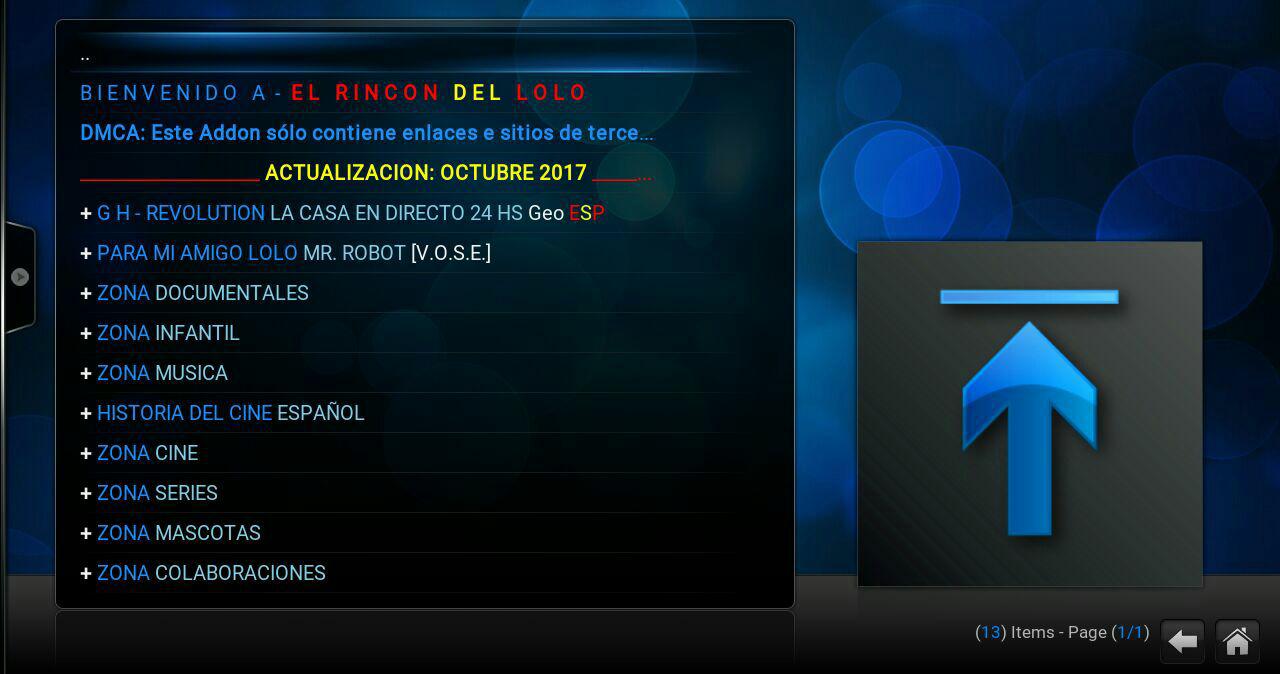 ..
BIENVENIDO A - EL RINCON DEL LOLO
DMCA: Este Addon sólo contiene enlaces e sitios de terce...
__________________ ACTUALIZACION: OCTUBRE 2017 ____...
+ G H - REVOLUTION LA CASA EN DIRECTO 24 HS Geo ESP
+ PARA MI AMIGO LOLO MR. ROBOT [V.O.S.E.]
+ ZONA DOCUMENTALES
+ ZONA INFANTIL
+ ZONA MUSICA
+ HISTORIA DEL CINE ESPAÑOL
+ ZONA CINE
+ ZONA SERIES
+ ZONA MASCOTAS
+ ZONA COLABORACIONES
(13) Items - Page (1/1)